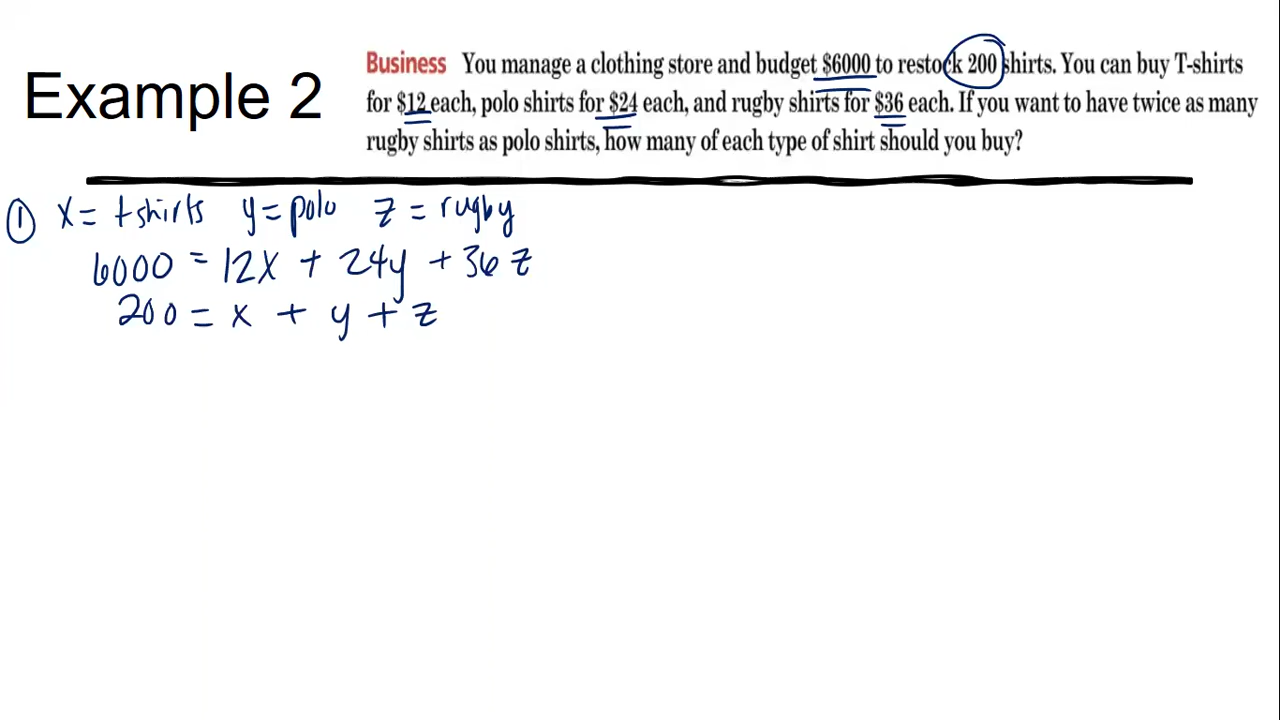 Example 2
Business You manage a clothing store and budget $6000 to restock 200 shirts. You can buy T-shirts
for $12 each, polo shirts for $24 each, and rugby shirts for $36 each. If you want to have twice as many
rugby shirts as polo shirts, how many of each type of shirt should you buy?
① x = tshirts y = polo z = rugby
6000 = 12x + 24y + 36z
200 = x + y + z